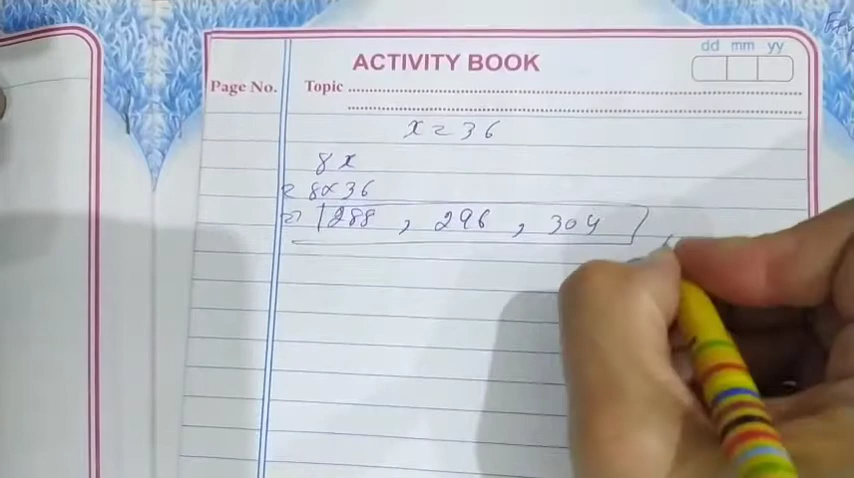 ACTIVITY BOOK
dd mm yy
Page No.
Topic
x = 36
8x
= 8×36
= 288 , 296 , 304